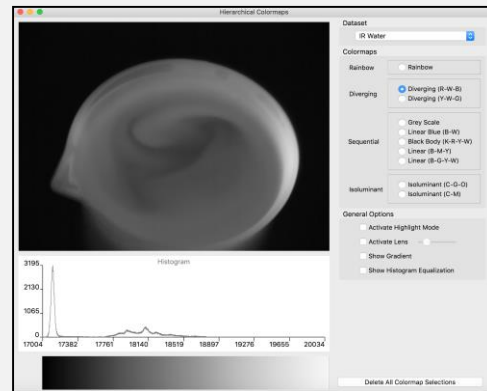 Hierarchical Colormaps
Dataset
IR Water
Colormaps
Rainbow
Rainbow
Diverging
Diverging (R-W-B)
Diverging (Y-W-G)
Sequential
Grey Scale
Linear Blue (B-W)
Black Body (K-R-Y-W)
Linear (B-M-Y)
Linear (B-G-Y-W)
Isoluminant
Isoluminant (C-G-O)
Isoluminant (C-M)
General Options
Activate Highlight Mode
Activate Lens
Show Gradient
Show Histogram Equalization
Delete All Colormap Selections
Histogram
3195
2130
1065
0
17004 17382 17761 18140 18519 18897 19276 19655 20034